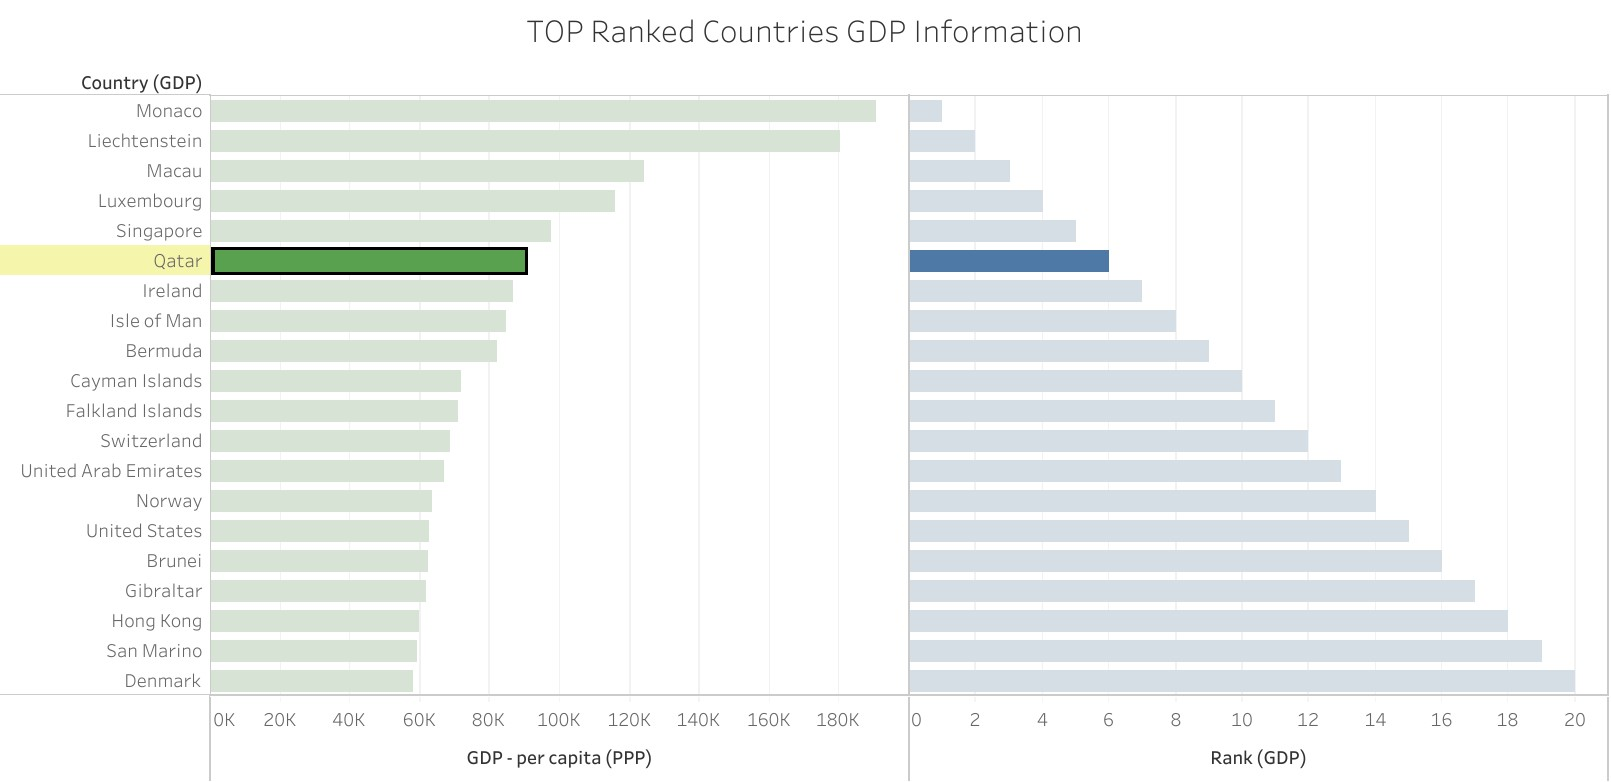 TOP Ranked Countries GDP Information
Country (GDP)
Monaco
Liechtenstein
Macau
Luxembourg
Singapore
Qatar
Ireland
Isle of Man
Bermuda
Cayman Islands
Falkland Islands
Switzerland
United Arab Emirates
Norway
United States
Brunei
Gibraltar
Hong Kong
San Marino
Denmark
0K 20K 40K 60K 80K 100K 120K 140K 160K 180K 0 2 4 6 8 10 12 14 16 18 20
GDP - per capita (PPP) Rank (GDP)